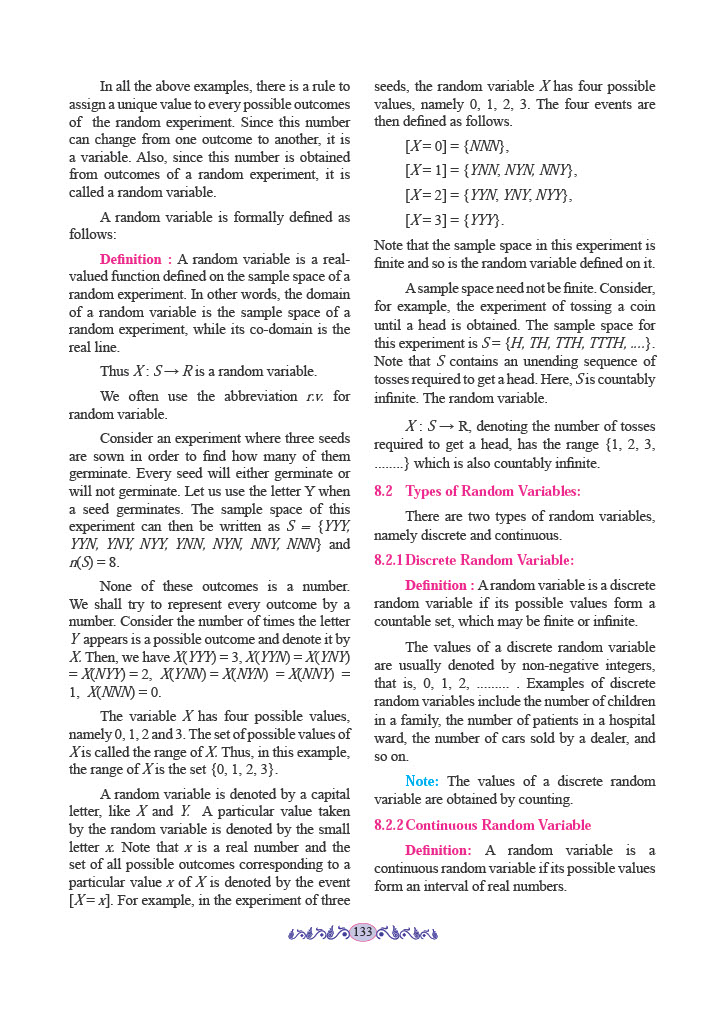 In all the above examples, there is a rule to
assign a unique value to every possible outcomes
of the random experiment. Since this number
can change from one outcome to another, it is
a variable. Also, since this number is obtained
from outcomes of a random experiment, it is
called a random variable.
A random variable is formally defined as
follows:
Definition : A random variable is a real-
valued function defined on the sample space of a
random experiment. In other words, the domain
of a random variable is the sample space of a
random experiment, while its co-domain is the
real line.
Thus X : S → R is a random variable.
We often use the abbreviation r.v. for
random variable.
Consider an experiment where three seeds
are sown in order to find how many of them
germinate. Every seed will either germinate or
will not germinate. Let us use the letter Y when
a seed germinates. The sample space of this
experiment can then be written as S = {YYY,
YYN, YNY, NYY, YNN, NYN, NNY, NNN} and
n(S) = 8.
None of these outcomes is a number.
We shall try to represent every outcome by a
number. Consider the number of times the letter
Y appears is a possible outcome and denote it by
X. Then, we have X(YYY) = 3, X(YYN) = X(YNY)
= X(NYY) = 2, X(YNN) = X(NYN) = X(NNY) =
1, X(NNN) = 0.
The variable X has four possible values,
namely 0, 1, 2 and 3. The set of possible values of
X is called the range of X. Thus, in this example,
the range of X is the set {0, 1, 2, 3}.
A random variable is denoted by a capital
letter, like X and Y. A particular value taken
by the random variable is denoted by the small
letter x. Note that x is a real number and the
set of all possible outcomes corresponding to a
particular value x of X is denoted by the event
[X = x]. For example, in the experiment of three
seeds, the random variable X has four possible
values, namely 0, 1, 2, 3. The four events are
then defined as follows.
[X = 0] = {NNN},
[X = 1] = {YNN, NYN, NNY},
[X = 2] = {YYN, YNY, NYY},
[X = 3] = {YYY}.
Note that the sample space in this experiment is
finite and so is the random variable defined on it.
A sample space need not be finite. Consider,
for example, the experiment of tossing a coin
until a head is obtained. The sample space for
this experiment is S = {H, TH, TTH, TTTH, ....}.
Note that S contains an unending sequence of
tosses required to get a head. Here, S is countably
infinite. The random variable.
X : S → R, denoting the number of tosses
required to get a head, has the range {1, 2, 3,
........} which is also countably infinite.
8.2 Types of Random Variables:
There are two types of random variables,
namely discrete and continuous.
8.2.1 Discrete Random Variable:
Definition : A random variable is a discrete
random variable if its possible values form a
countable set, which may be finite or infinite.
The values of a discrete random variable
are usually denoted by non-negative integers,
that is, 0, 1, 2, ......... . Examples of discrete
random variables include the number of children
in a family, the number of patients in a hospital
ward, the number of cars sold by a dealer, and
so on.
Note: The values of a discrete random
variable are obtained by counting.
8.2.2 Continuous Random Variable
Definition: A random variable is a
continuous random variable if its possible values
form an interval of real numbers.
133